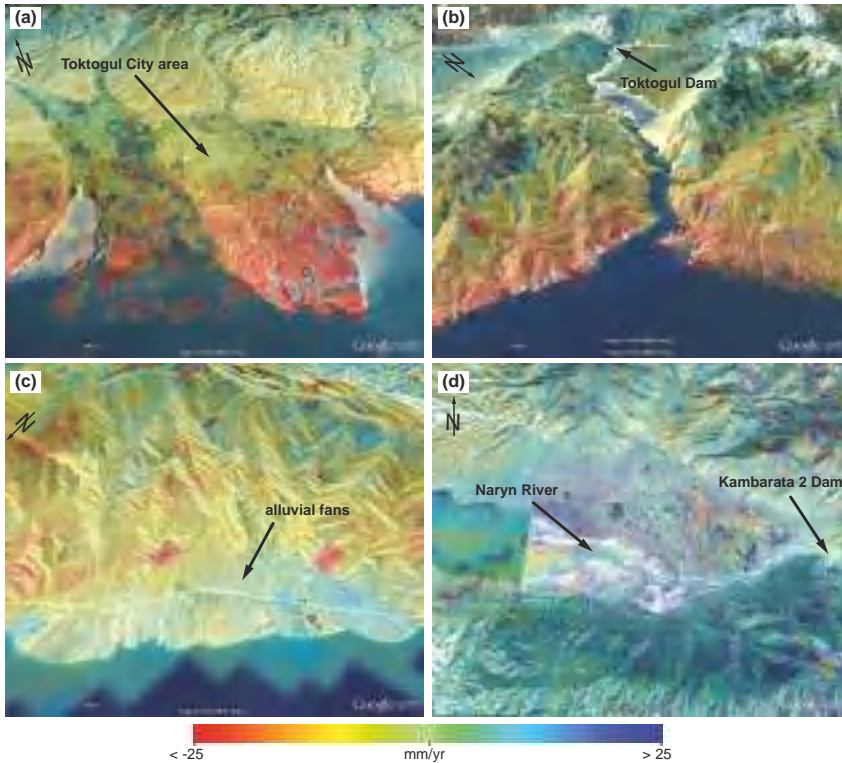 (a)
N
Toktogul City area
(b)
N
Toktogul Dam
(c)
N
alluvial fans
(d)
N
Naryn River
Kambarata 2 Dam
< -25
mm/yr
> 25